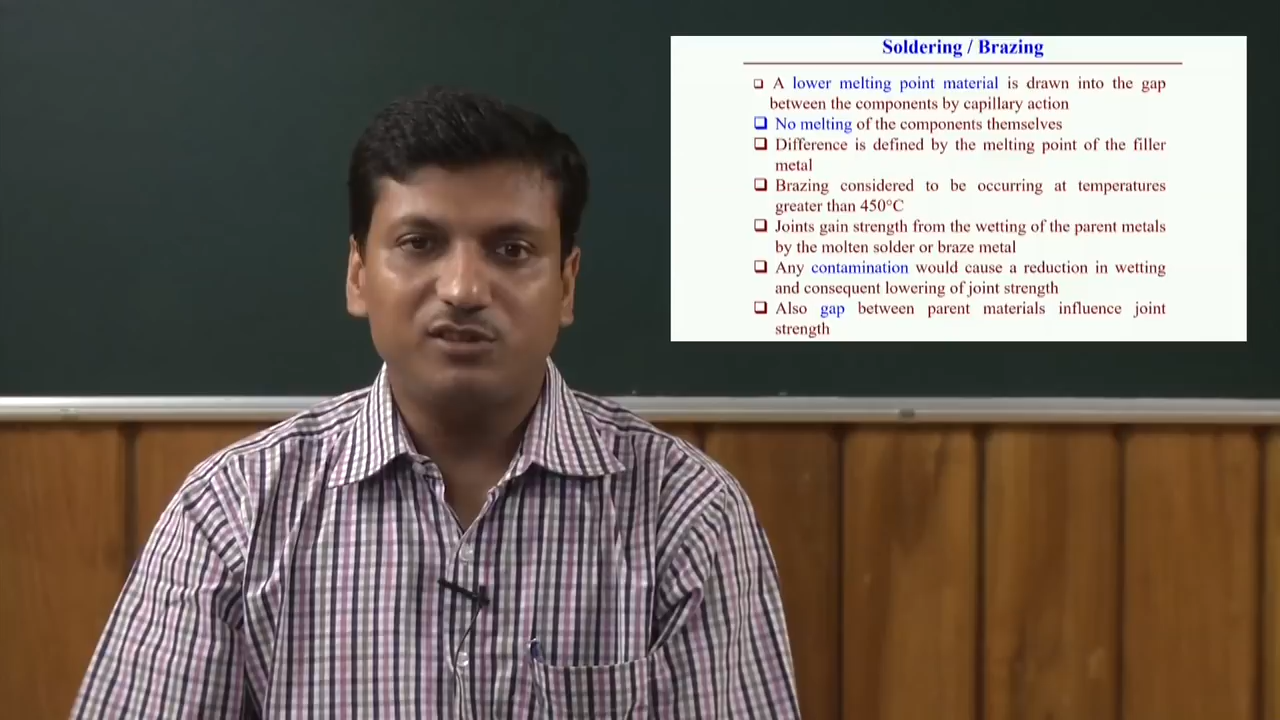 Soldering / Brazing
❑ A lower melting point material is drawn into the gap
between the components by capillary action
❑ No melting of the components themselves
❑ Difference is defined by the melting point of the filler
metal
❑ Brazing considered to be occurring at temperatures
greater than 450°C
❑ Joints gain strength from the wetting of the parent metals
by the molten solder or braze metal
❑ Any contamination would cause a reduction in wetting
and consequent lowering of joint strength
❑ Also gap between parent materials influence joint
strength